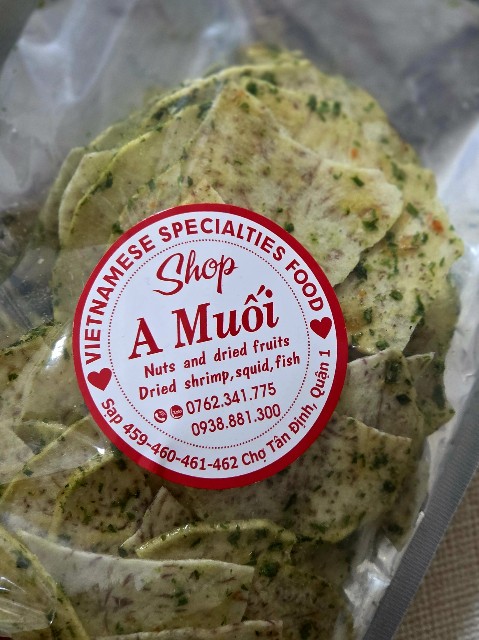 VIETNAMESE SPECIALTIES FOOD
Shop
A Muối
Nuts and dried fruits
Dried shrimp, squid, fish
Zalo 0762.341.775
0938.881.300
Sạp 459-460-461-462 Chợ Tân Định, Quận 1